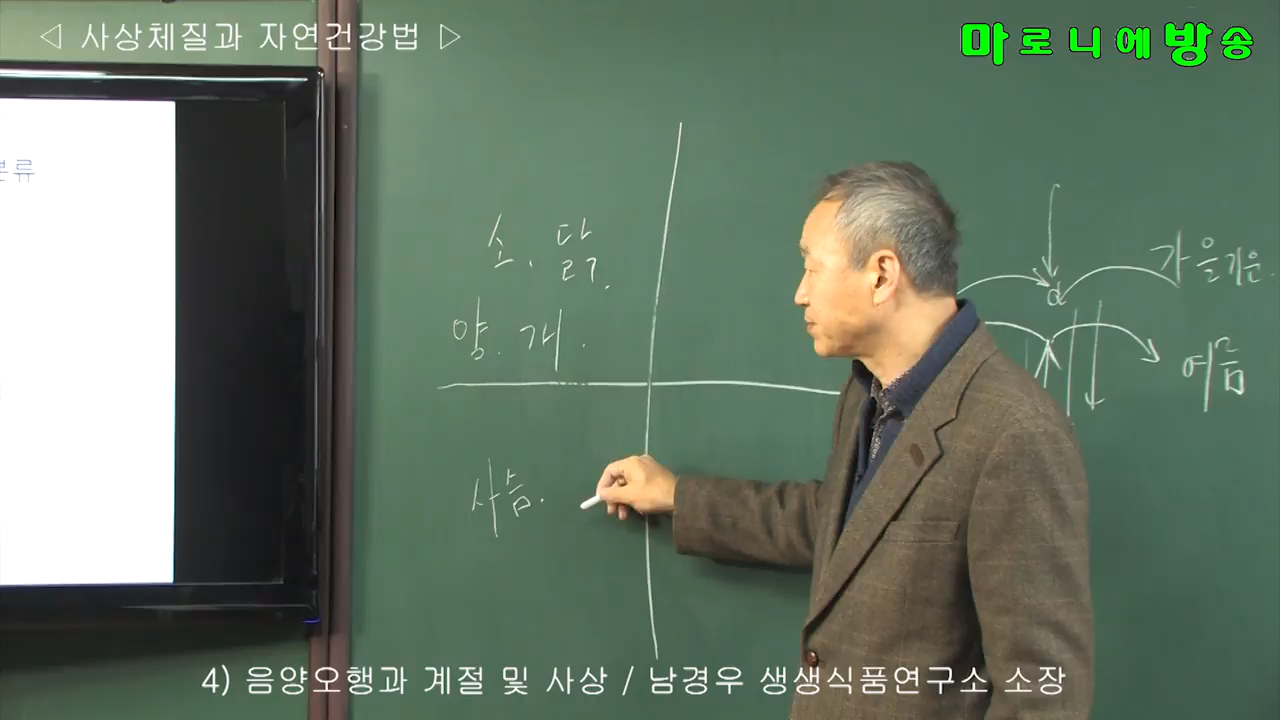 ◁ 사상체질과 자연건강법 ▷
마로니에방송
분류
소. 닭.
양. 개.
사슴.
가을기운.
여름
4) 음양오행과 계절 및 사상 / 남경우 생생식품연구소 소장